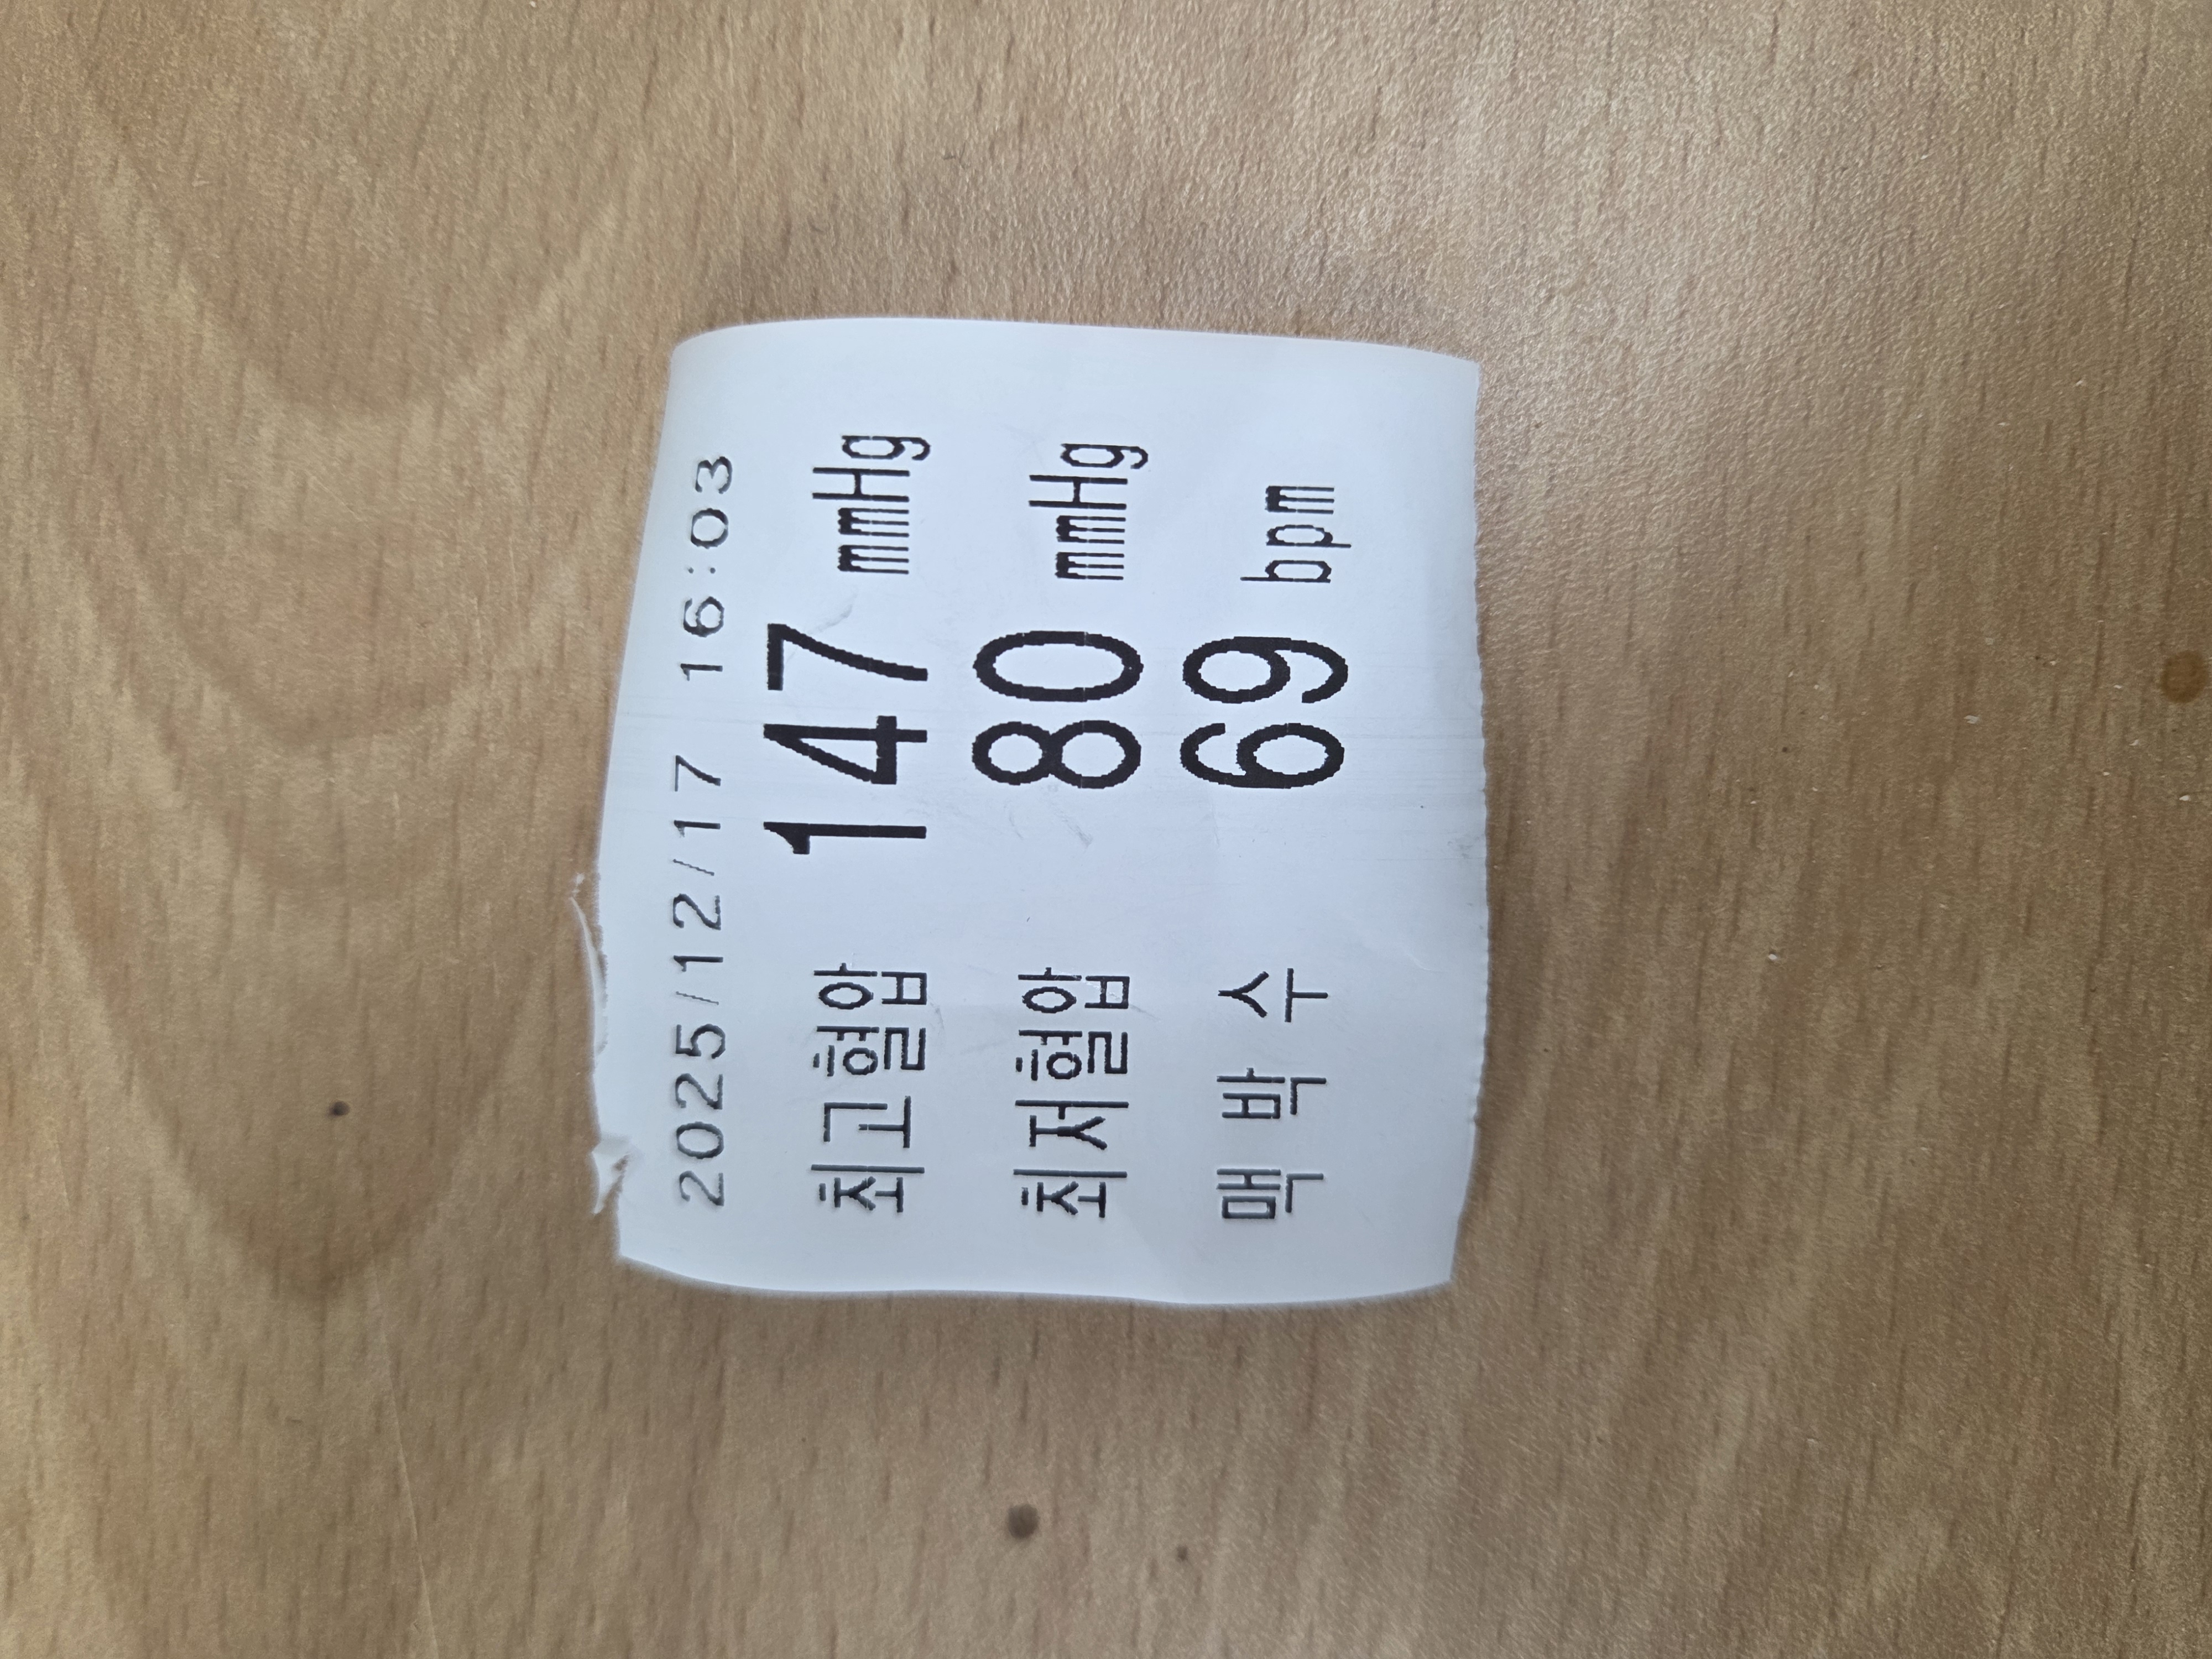 2025/12/17 16:03
최고혈압 147 mmHg
최저혈압 80 mmHg
맥 박 수 69 bpm